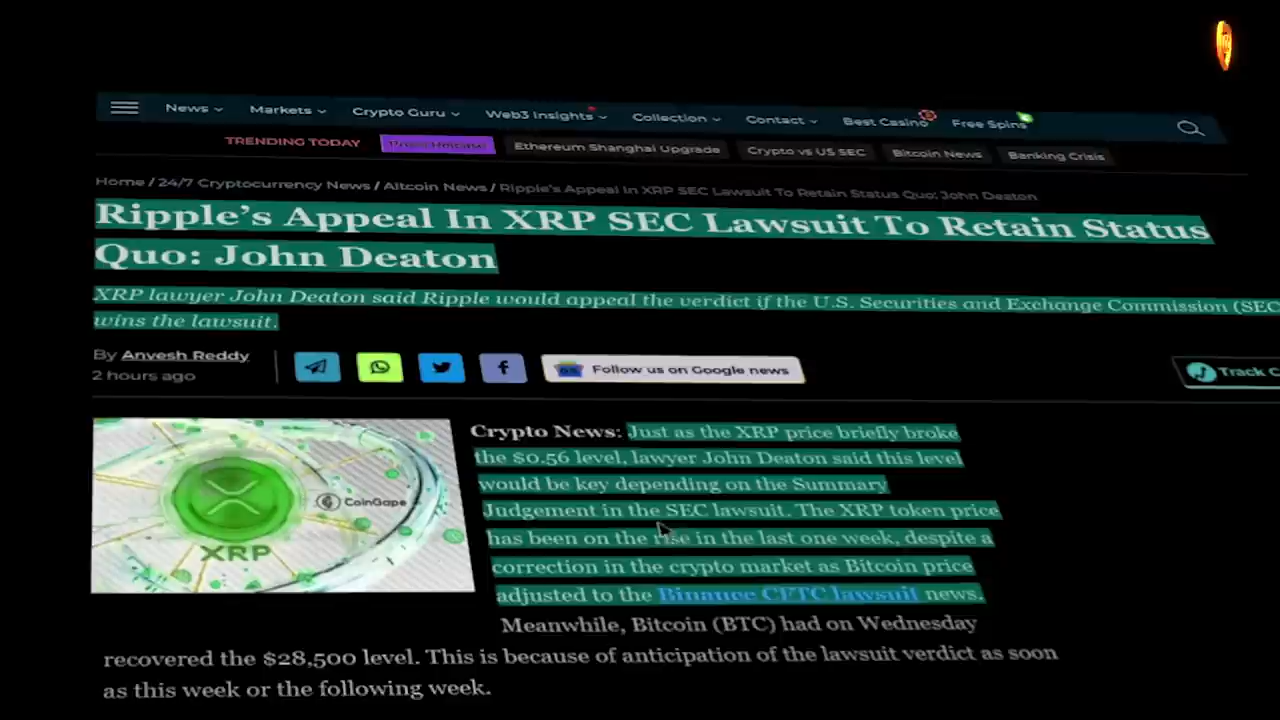 News Markets Crypto Guru Web3 Insights Collection Contact Best Casino Free Spins
TRENDING TODAY Press Release Ethereum Shanghai Upgrade Crypto vs US SEC Bitcoin News Banking Crisis
Home / 24/7 Cryptocurrency News / Altcoin News / Ripple's Appeal In XRP SEC Lawsuit To Retain Status Quo: John Deaton
Ripple's Appeal In XRP SEC Lawsuit To Retain Status
Quo: John Deaton
XRP lawyer John Deaton said Ripple would appeal the verdict if the U.S. Securities and Exchange Commission (SEC
wins the lawsuit.
By Anvesh Reddy
2 hours ago
Follow us on Google news
Track C
CoinGape
XRP
Crypto News: Just as the XRP price briefly broke
the $0.56 level, lawyer John Deaton said this level
would be key depending on the Summary
Judgement in the SEC lawsuit. The XRP token price
has been on the rise in the last one week, despite a
correction in the crypto market as Bitcoin price
adjusted to the Binance CFTC lawsuit news.
Meanwhile, Bitcoin (BTC) had on Wednesday
recovered the $28,500 level. This is because of anticipation of the lawsuit verdict as soon
as this week or the following week.